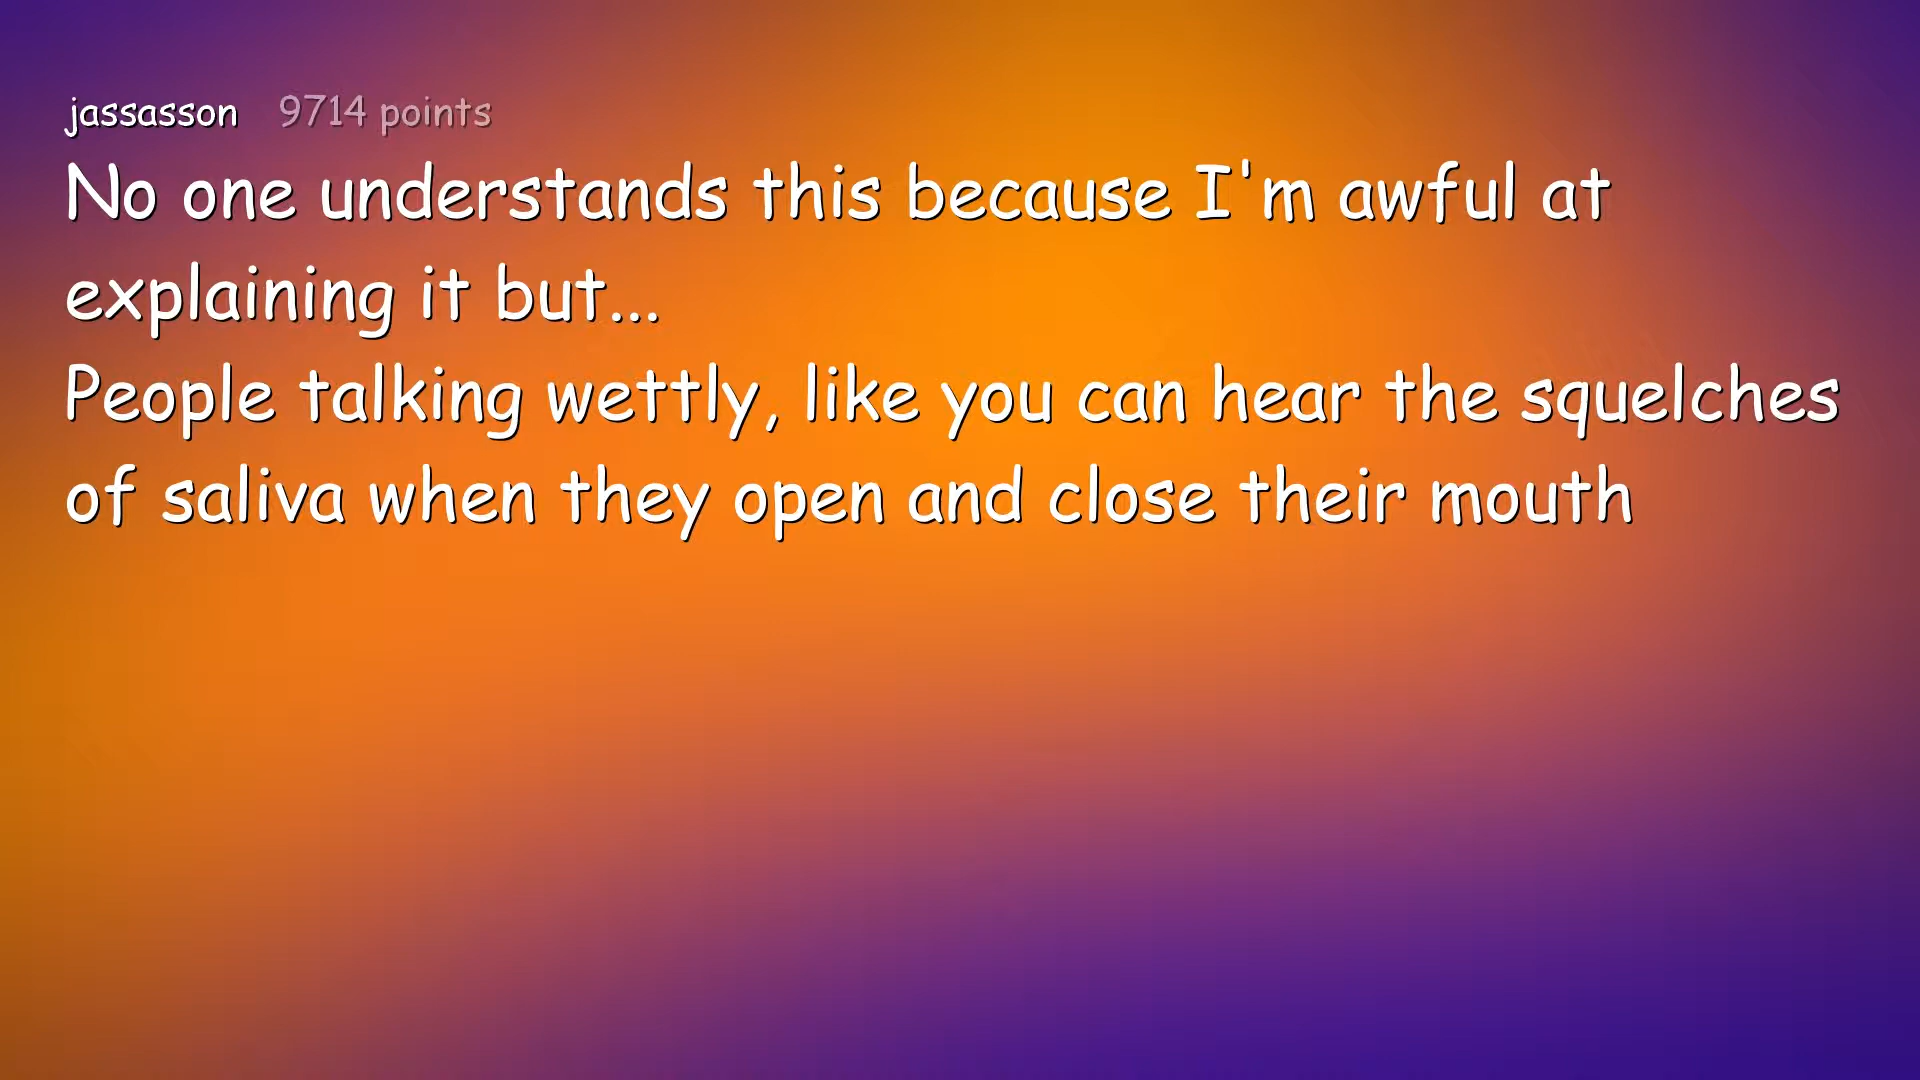 jassasson 9714 points
No one understands this because I'm awful at
explaining it but...
People talking wettly, like you can hear the squelches
of saliva when they open and close their mouth